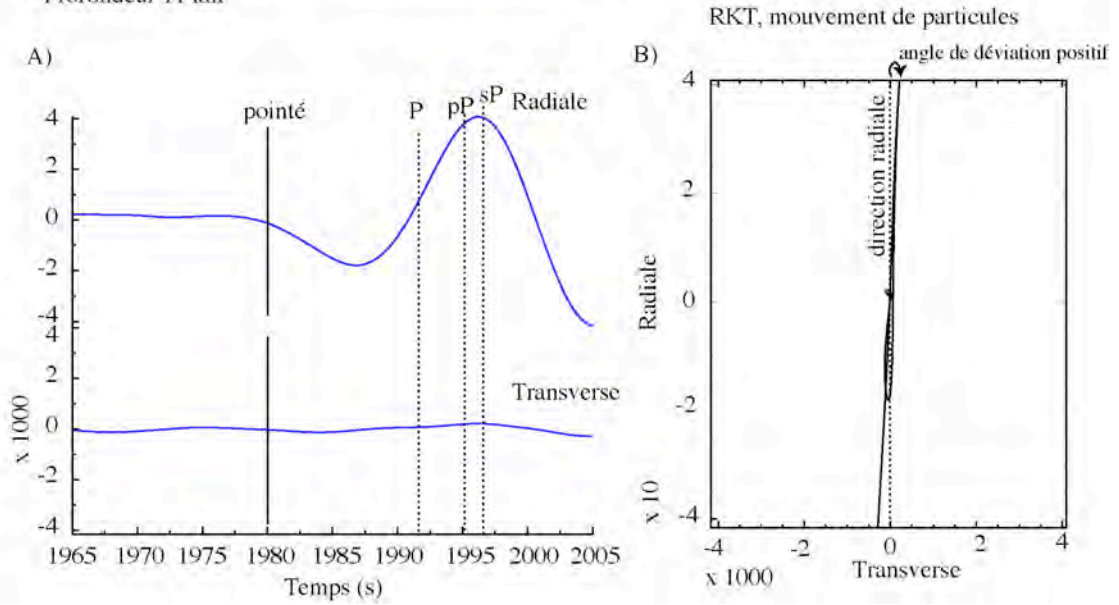 RKT, mouvement de particules
A)
B)
angle de déviation positif
pointé
P
pP
sP
Radiale
4
2
0
-2
-4
4
2
0
-2
-4
Transverse
x 1000
1965 1970 1975 1980 1985 1990 1995 2000 2005
Temps (s)
direction radiale
Radiale
4
2
0
-2
-4
x 10
-4 -2 0 2 4
x 1000
Transverse